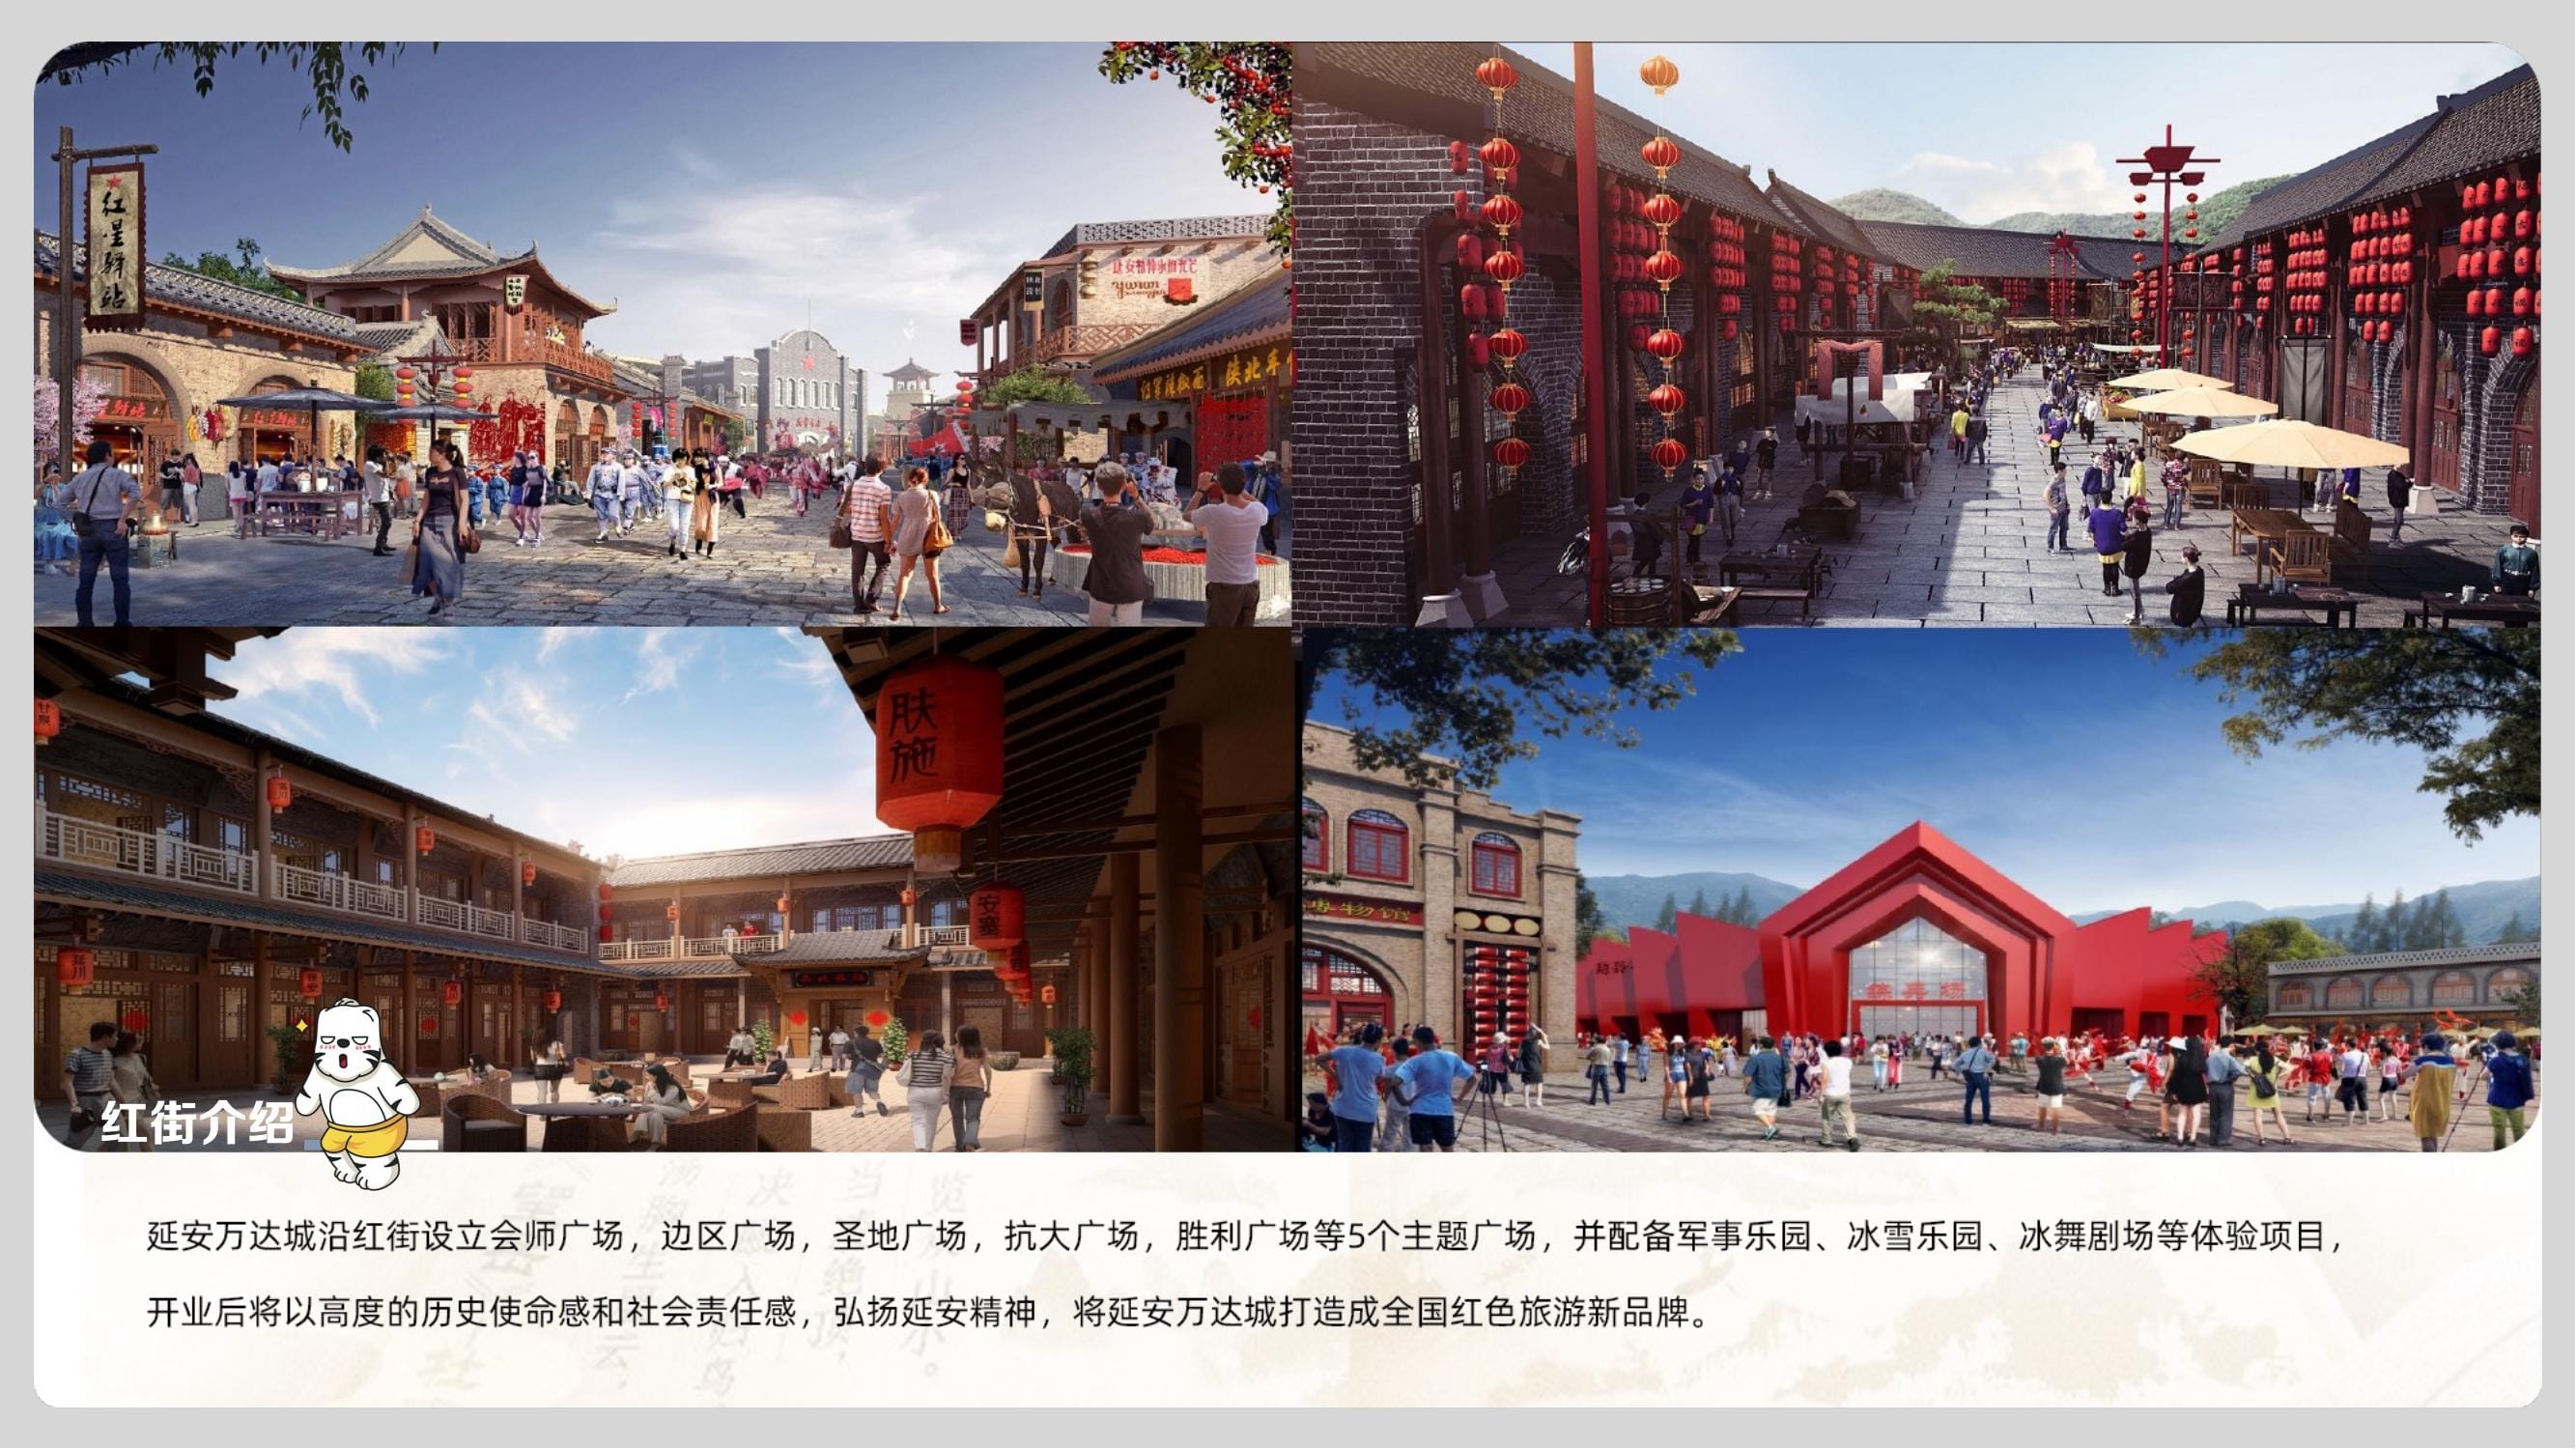 红星驿站
陕北
肤施
安塞
延川
博物馆
红街介绍
延安万达城沿红街设立会师广场，边区广场，圣地广场，抗大广场，胜利广场等5个主题广场，并配备军事乐园、冰雪乐园、冰舞剧场等体验项目，
开业后将以高度的历史使命感和社会责任感，弘扬延安精神，将延安万达城打造成全国红色旅游新品牌。